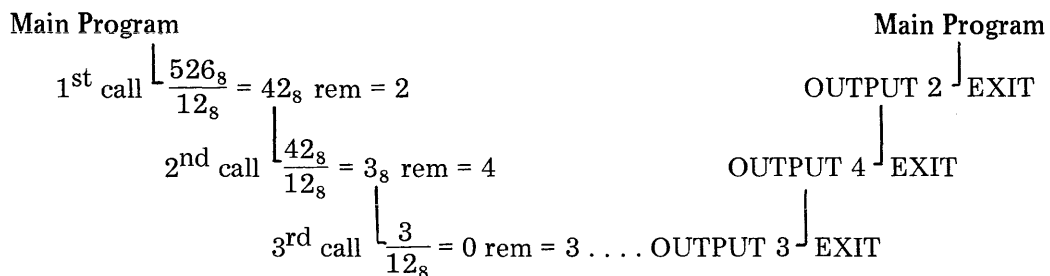 Main Program Main Program
1st call 526₈/12₈ = 42₈ rem = 2 OUTPUT 2 EXIT
2nd call 42₈/12₈ = 3₈ rem = 4 OUTPUT 4 EXIT
3rd call 3/12₈ = 0 rem = 3 .... OUTPUT 3 EXIT